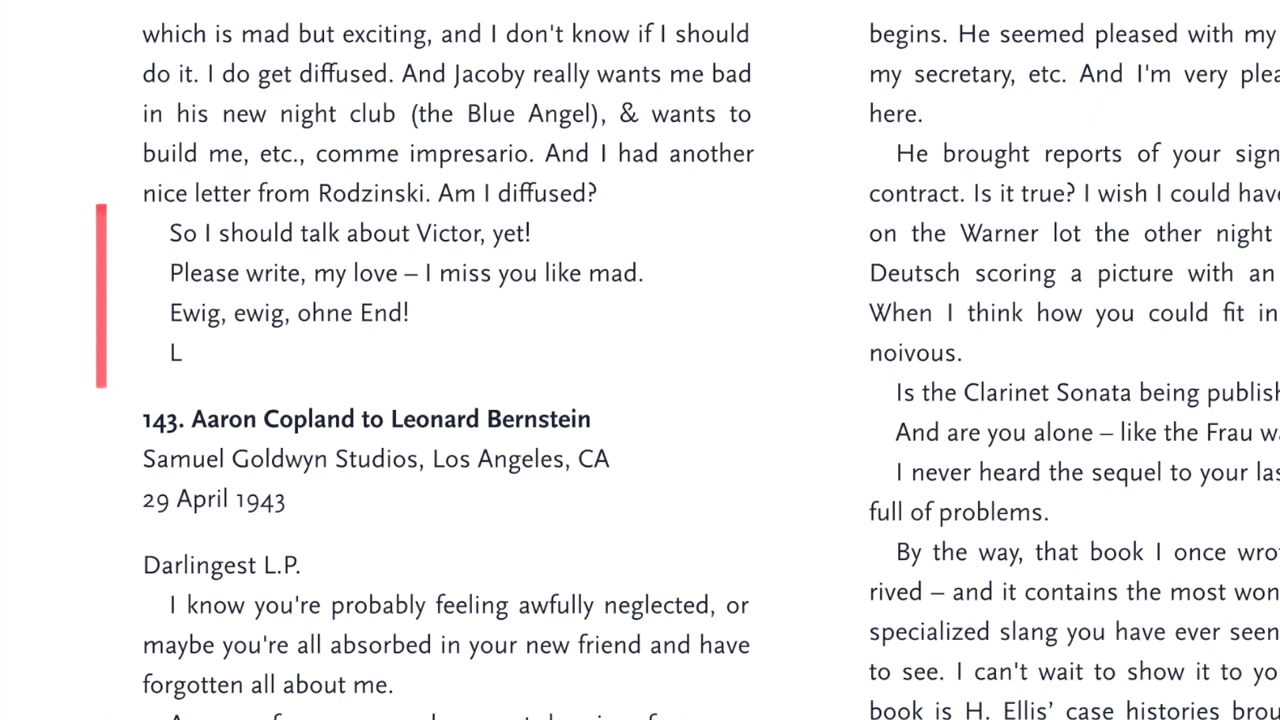 which is mad but exciting, and I don't know if I should
do it. I do get diffused. And Jacoby really wants me bad
in his new night club (the Blue Angel), & wants to
build me, etc., comme impresario. And I had another
nice letter from Rodzinski. Am I diffused?
So I should talk about Victor, yet!
Please write, my love – I miss you like mad.
Ewig, ewig, ohne End!
L
143. Aaron Copland to Leonard Bernstein
Samuel Goldwyn Studios, Los Angeles, CA
29 April 1943
Darlingest L.P.
I know you're probably feeling awfully neglected, or
maybe you're all absorbed in your new friend and have
forgotten all about me.
begins. He seemed pleased with my
my secretary, etc. And I'm very
here.
He brought reports of your
contract. Is it true? I wish I could
on the Warner lot the other night
Deutsch scoring a picture with an
When I think how you could fit in
noivous.
Is the Clarinet Sonata being
And are you alone – like the Frau
I never heard the sequel to your
full of problems.
By the way, that book I once
rived – and it contains the most
specialized slang you have ever seen
to see. I can't wait to show it to
book is H. Ellis' case histories